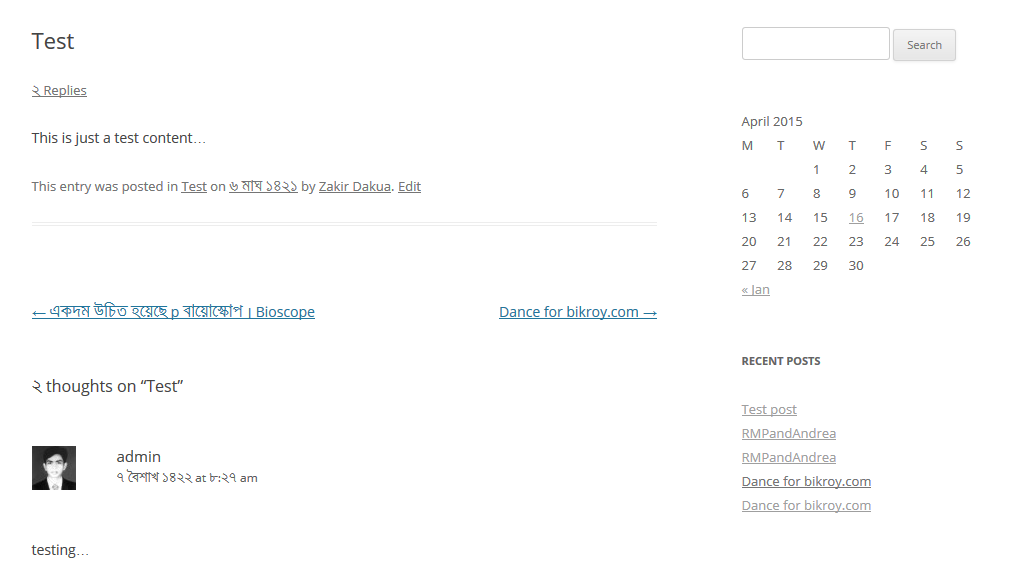 Test
২ Replies
This is just a test content…
This entry was posted in Test on ৬ মাঘ ১৪২১ by Zakir Dakua. Edit
← একদম উচিত হয়েছে p বায়োস্কোপ । Bioscope
Dance for bikroy.com →
২ thoughts on “Test”
admin
৭ বৈশাখ ১৪২২ at ৮:২৭ am
testing…
Search
April 2015
M T W T F S S
1 2 3 4 5
6 7 8 9 10 11 12
13 14 15 16 17 18 19
20 21 22 23 24 25 26
27 28 29 30
« Jan
RECENT POSTS
Test post
RMPandAndrea
RMPandAndrea
Dance for bikroy.com
Dance for bikroy.com